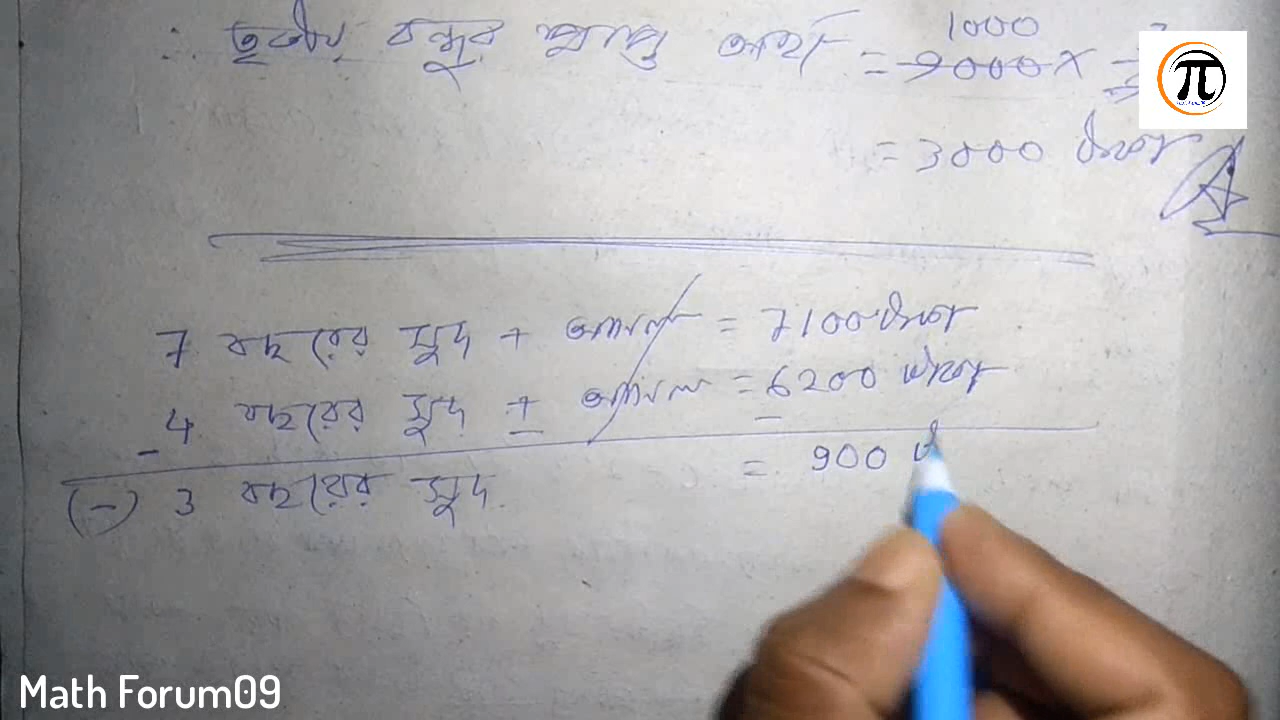 ∴ তৃতীয় বন্ধুর প্রাপ্ত অর্থ = 9000 ×
1000
= 3000 টাকা
7 বছরের সুদ + আসল = 7100 টাকা
- 4 বছরের সুদ ± আসল = 6200 টাকা
(-) 3 বছরের সুদ = 900 ট
π
Math Forum09